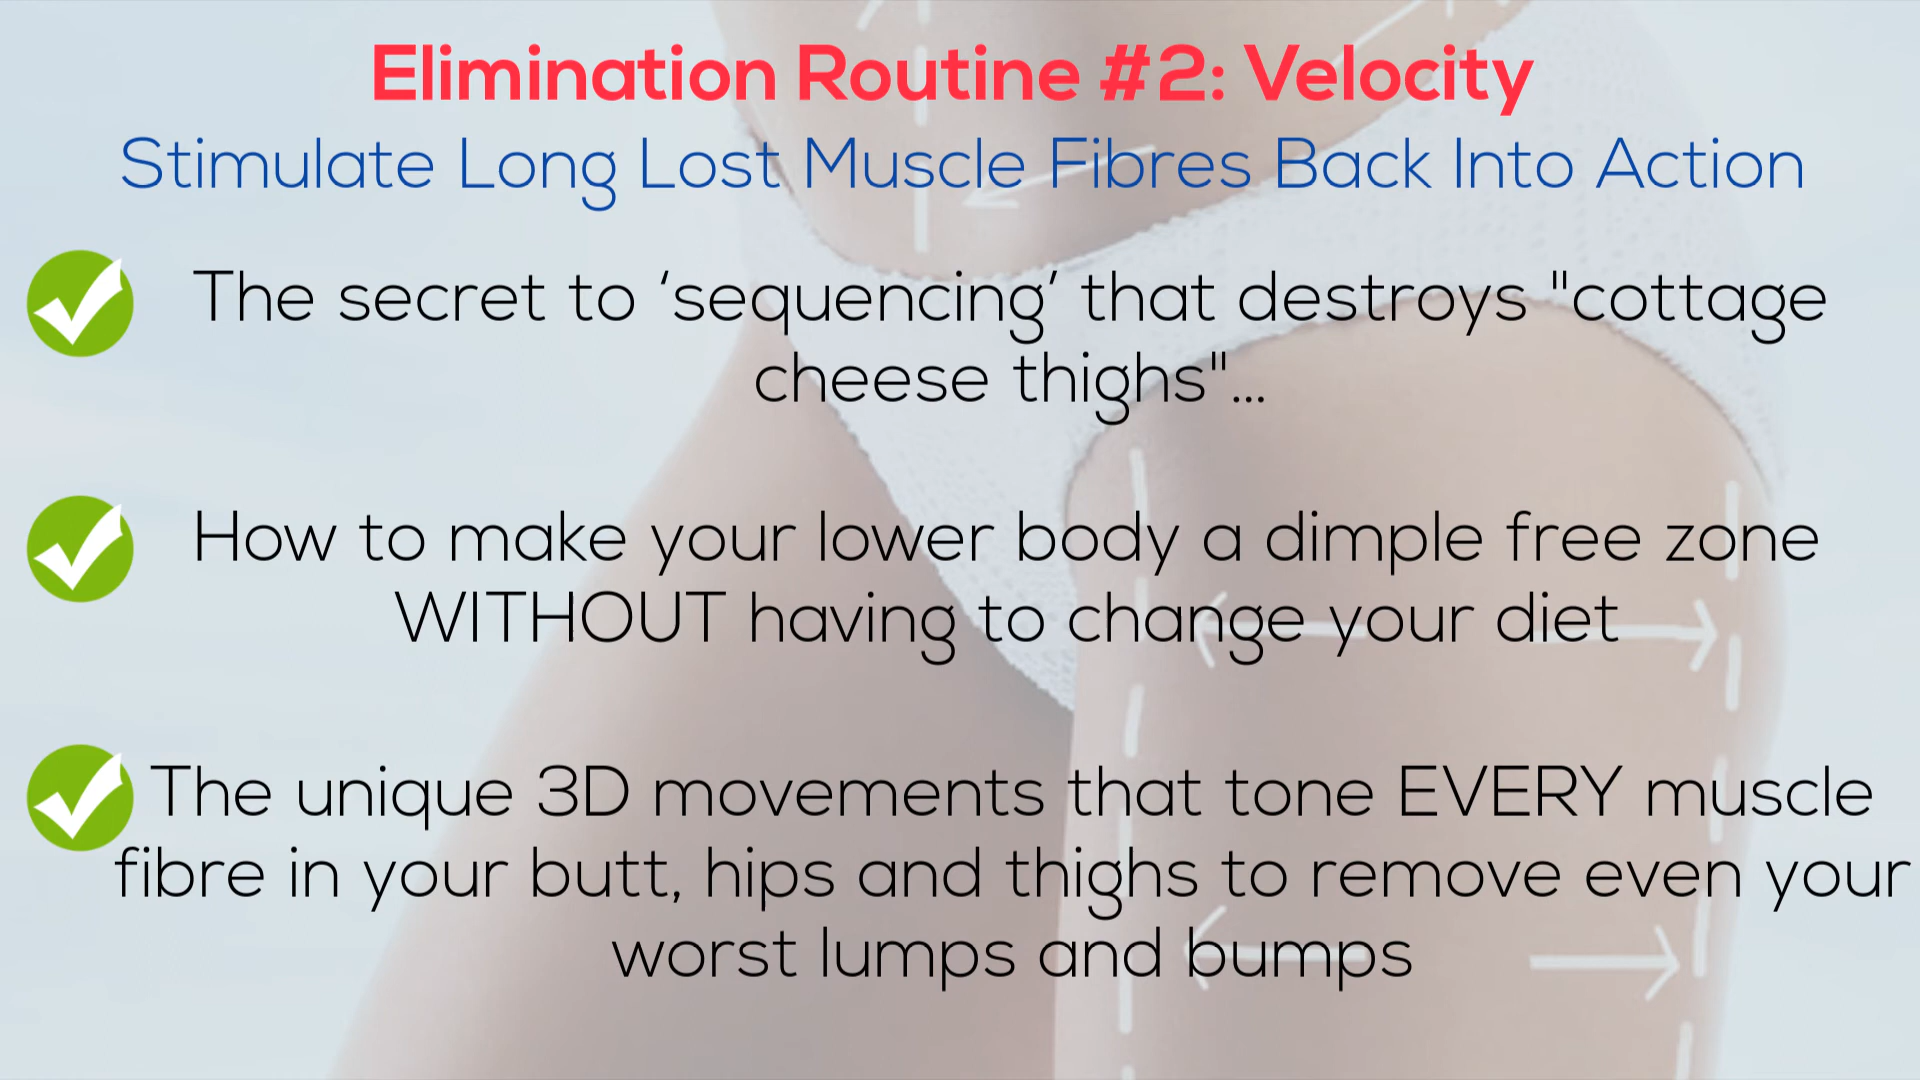 Elimination Routine #2: Velocity
Stimulate Long Lost Muscle Fibres Back Into Action
The secret to ‘sequencing’ that destroys "cottage
cheese thighs"...
How to make your lower body a dimple free zone
WITHOUT having to change your diet
The unique 3D movements that tone EVERY muscle
fibre in your butt, hips and thighs to remove even your
worst lumps and bumps